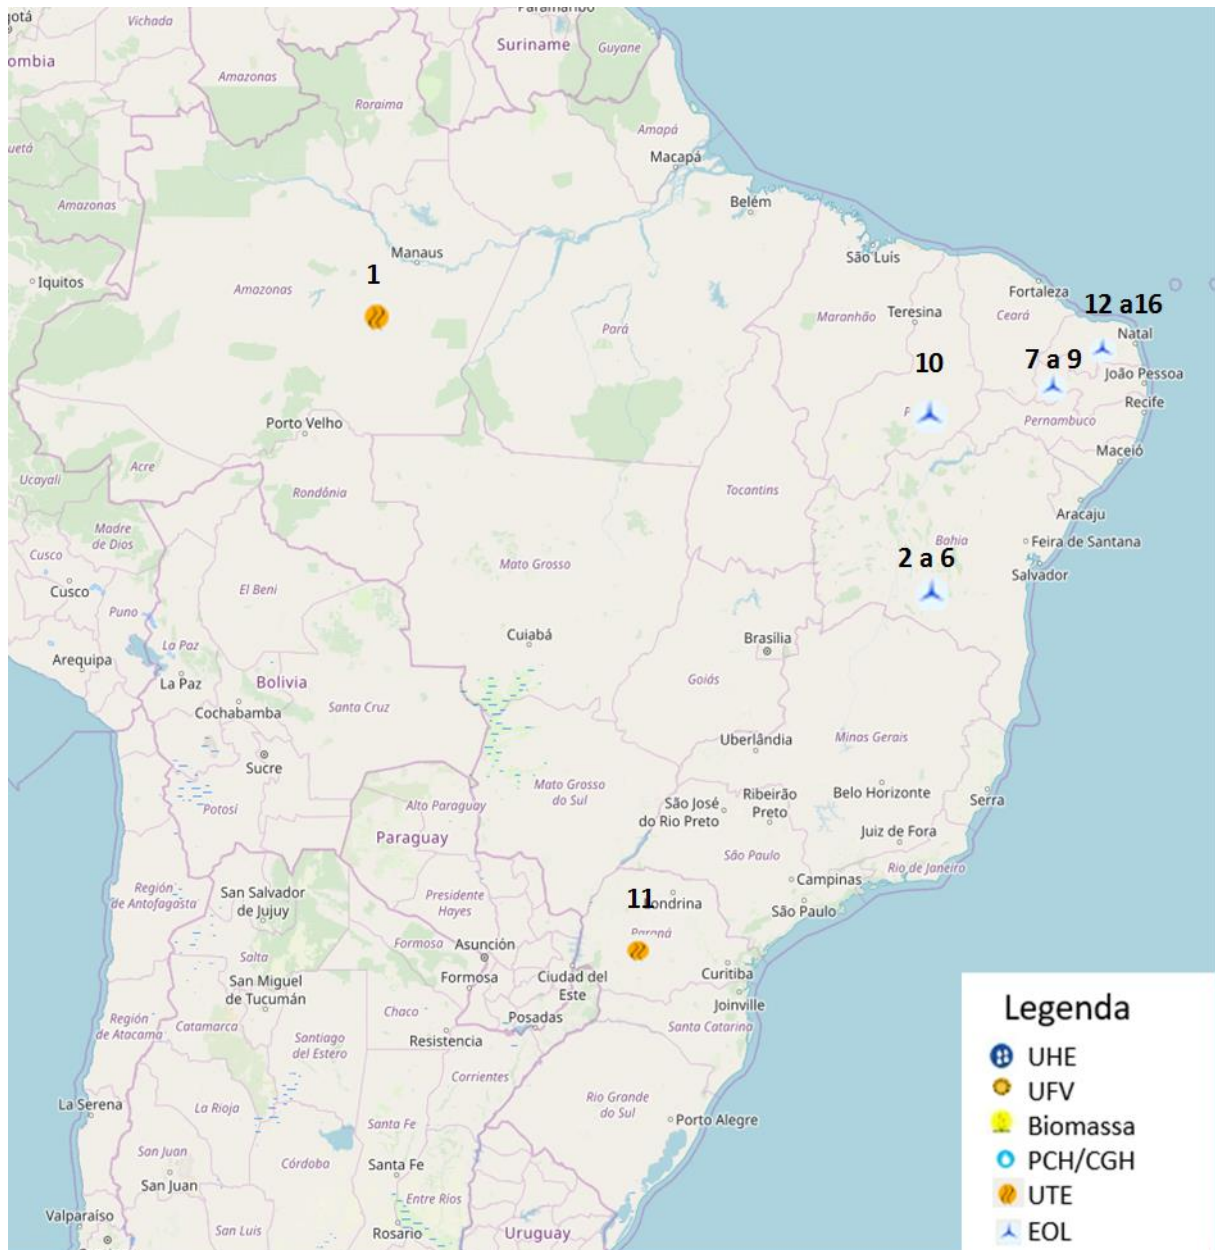 gotá
Vichada
Paramaribo
Suriname
Guyane
ombia
Amazonas
Roraima
uetá
Amapá
Macapá
Amazonas
Belém
Manaus
São Luís
1
Iquitos
Amazonas
Fortaleza
12 a16
Pará
Maranhão
Teresina
Ceará
Natal
10
7 a 9
João Pessoa
Recife
P
Pernambuco
Porto Velho
Maceió
Acre
Ucayali
Rondônia
Tocantins
Aracaju
Madre
de Dios
Bahia
Feira de Santana
Cusco
Mato Grosso
2 a 6
Salvador
Cusco
El Beni
Puno
Cuiabá
Brasília
La Paz
Arequipa
La Paz
Bolivia
Goiás
Santa Cruz
Cochabamba
Uberlândia
Minas Gerais
Sucre
Mato Grosso
do Sul
Belo Horizonte
Ribeirão
Preto
Serra
Potosí
Alto Paraguay
São José
do Rio Preto
Juiz de Fora
Paraguay
São Paulo
Rio de Janeiro
Región
de Antofagasta
San Salvador
de Jujuy
Presidente
Hayes
Campinas
11
Londrina
São Paulo
Paraná
Formosa
Asunción
Salta
San Miguel
de Tucumán
Formosa
Ciudad del
Este
Curitiba
Joinville
Chaco
Región
de Atacama
Catamarca
Posadas
Santa Catarina
Santiago
del Estero
Resistencia
Corrientes
La Serena
La Rioja
Rio Grande
do Sul
Porto Alegre
Santa Fe
San Juan
Córdoba
Santa Fe
San Juan
Entre Ríos
Valparaíso
San Luis
Rosario
Uruguay
Legenda
UHE
UFV
Biomassa
PCH/CGH
UTE
EOL